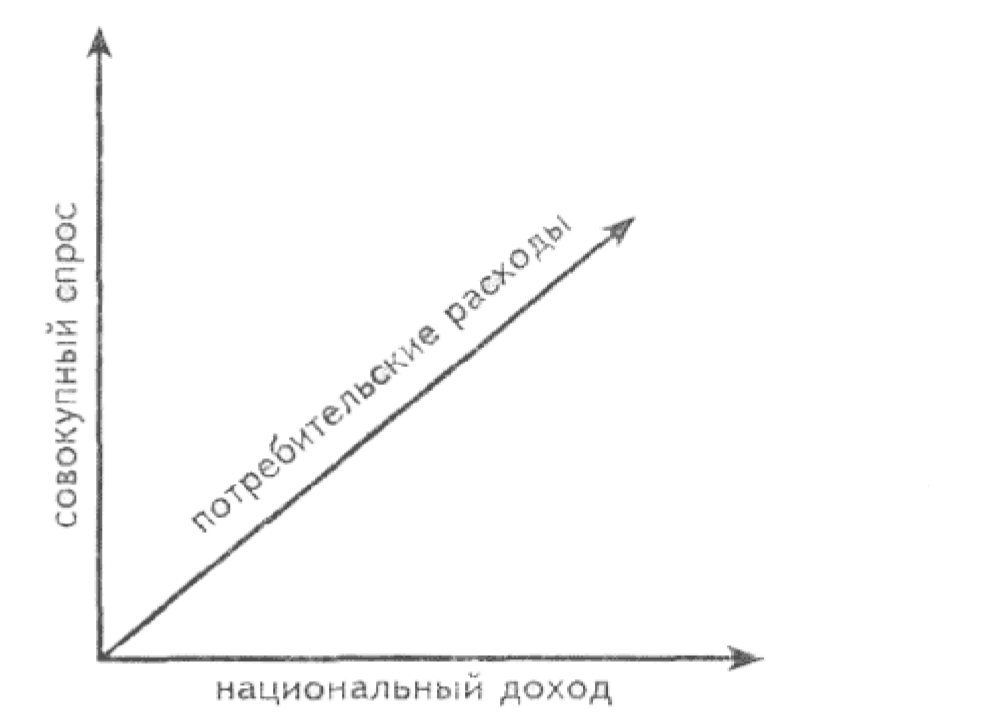 совокупный спрос
потребительские расходы
национальный доход